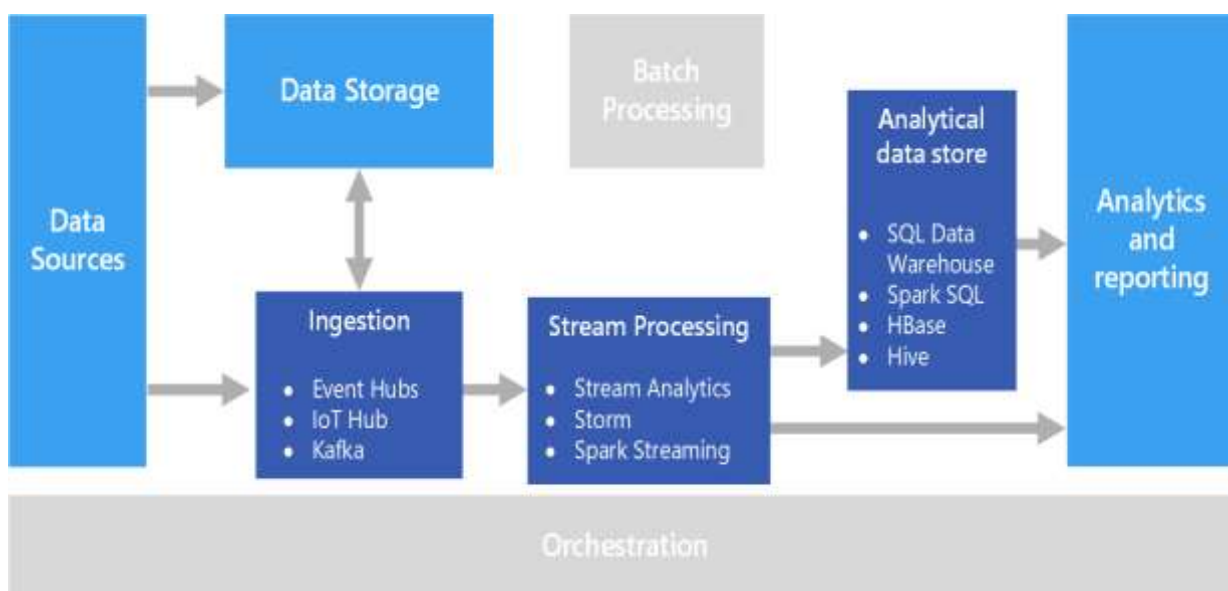 Data
Sources
Data Storage
Batch
Processing
Ingestion
• Event Hubs
• IoT Hub
• Kafka
Stream Processing
• Stream Analytics
• Storm
• Spark Streaming
Analytical
data store
• SQL Data
Warehouse
• Spark SQL
• HBase
• Hive
Analytics
and
reporting
Orchestration